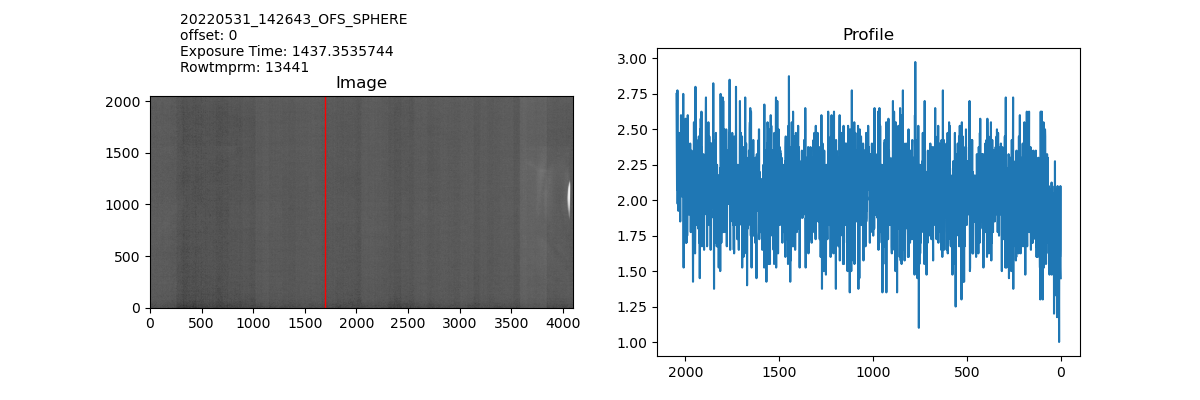 20220531_142643_OFS_SPHERE
offset: 0
Exposure Time: 1437.3535744
Rowtmprm: 13441
Image
2000
1500
1000
500
0
0 500 1000 1500 2000 2500 3000 3500 4000
Profile
3.00
2.75
2.50
2.25
2.00
1.75
1.50
1.25
1.00
2000 1500 1000 500 0